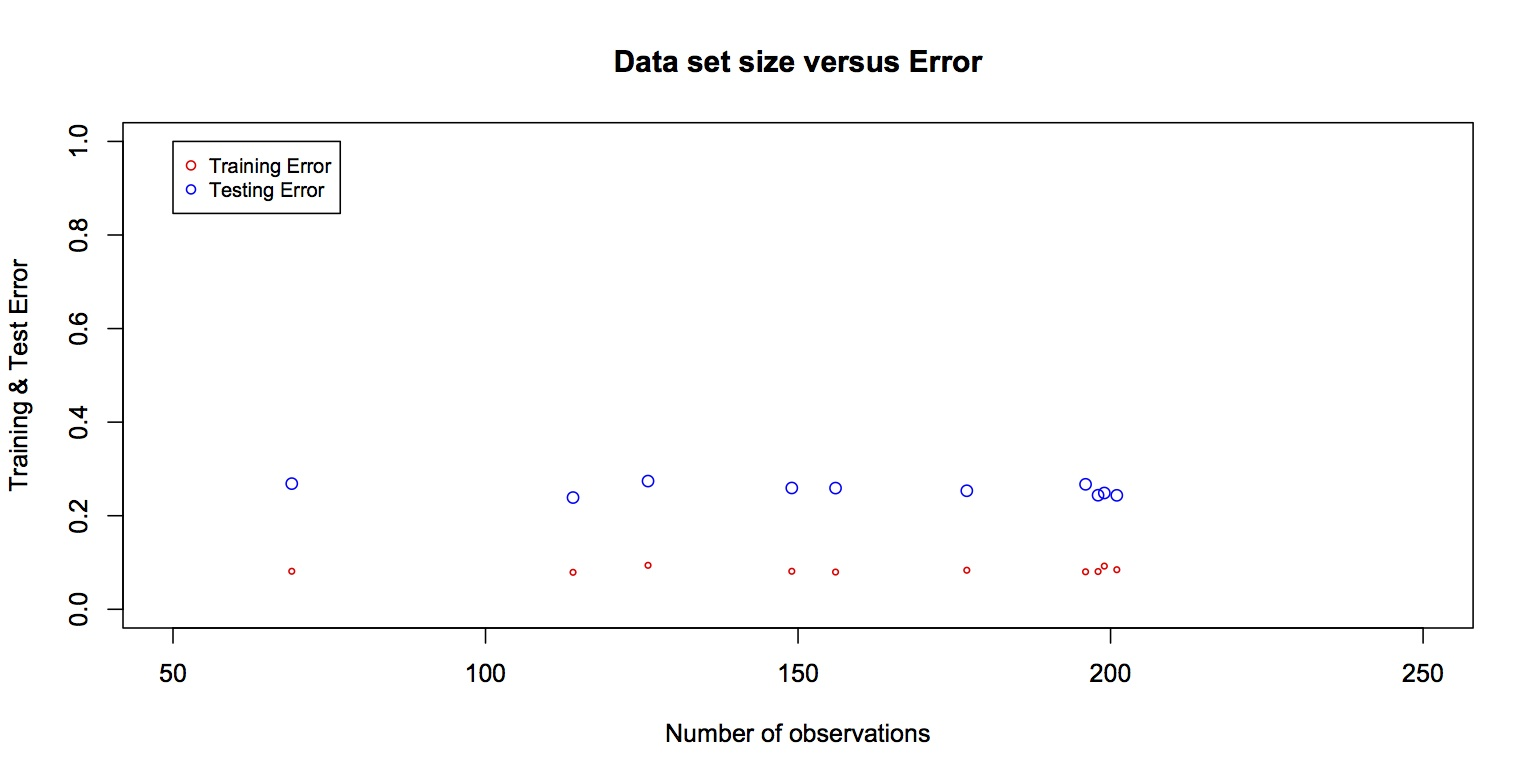 Data set size versus Error
Training Error
Testing Error
Training & Test Error
1.0
0.8
0.6
0.4
0.2
0.0
50 100 150 200 250
Number of observations